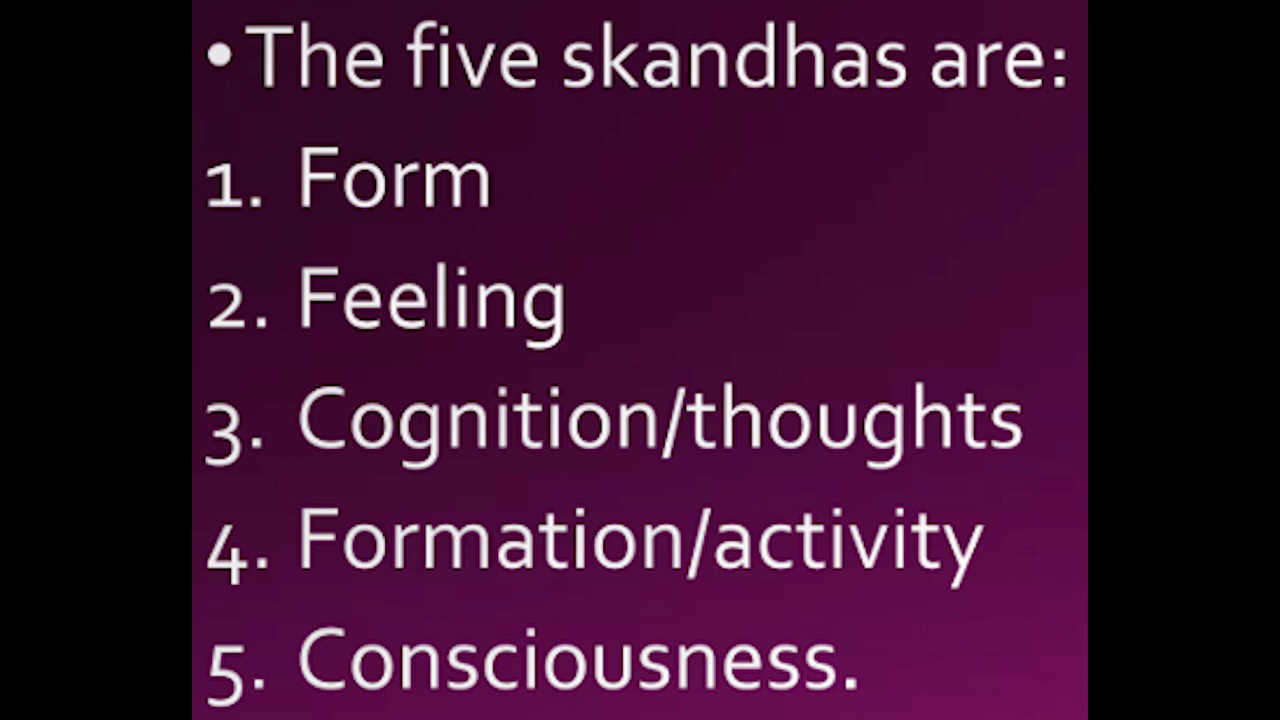 • The five skandhas are:
1. Form
2. Feeling
3. Cognition/thoughts
4. Formation/activity
5. Consciousness.